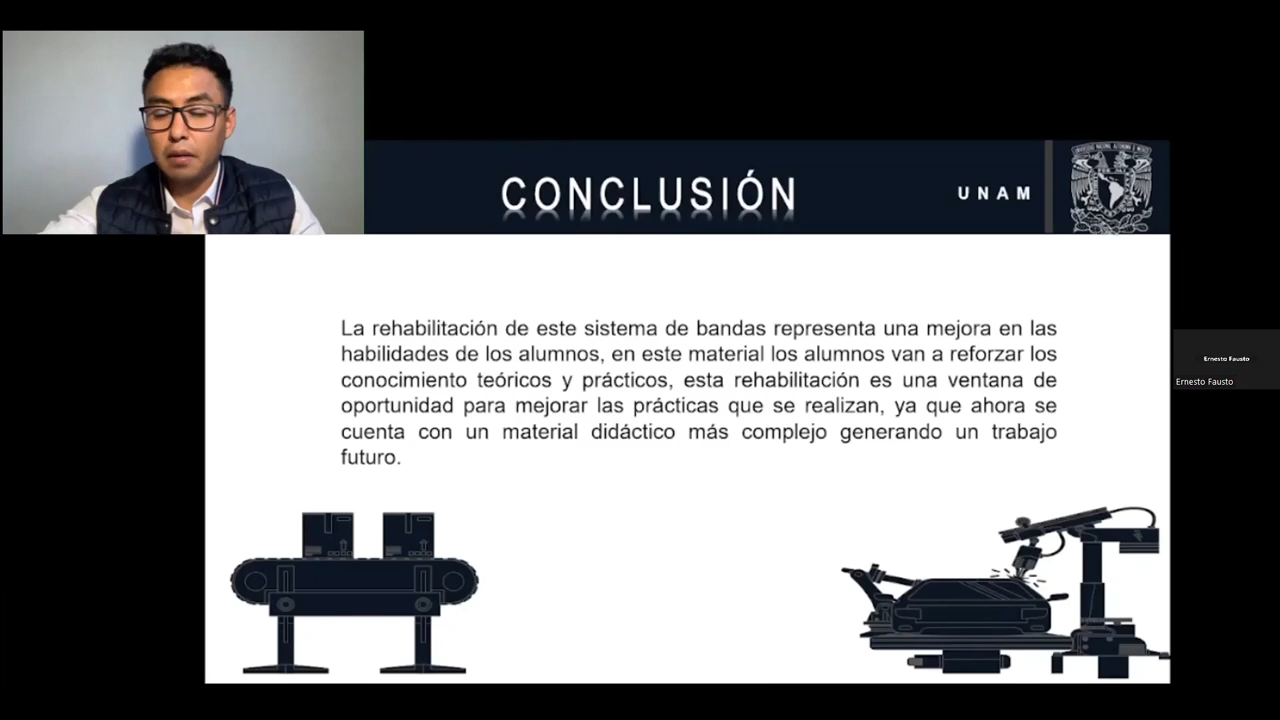 CONCLUSIÓN
UNAM
La rehabilitación de este sistema de bandas representa una mejora en las
habilidades de los alumnos, en este material los alumnos van a reforzar los
conocimiento teóricos y prácticos, esta rehabilitación es una ventana de
oportunidad para mejorar las prácticas que se realizan, ya que ahora se
cuenta con un material didáctico más complejo generando un trabajo
futuro.
Ernesto Fausto
Ernesto Fausto